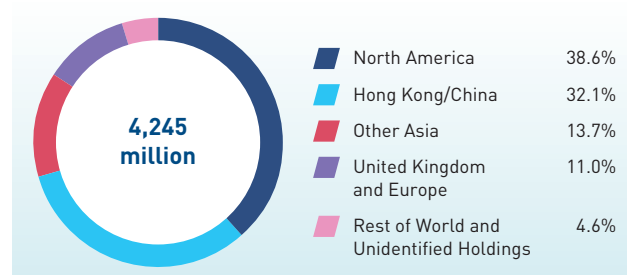 4,245
million
North America 38.6%
Hong Kong/China 32.1%
Other Asia 13.7%
United Kingdom 11.0%
and Europe
Rest of World and 4.6%
Unidentified Holdings